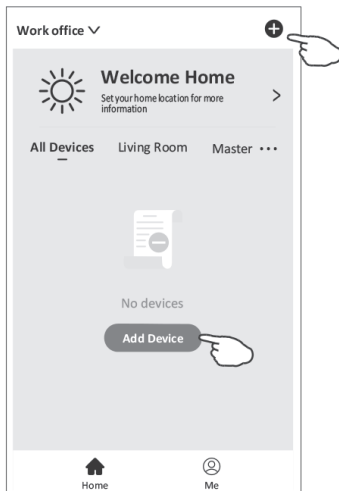 Work office
Welcome Home
Set your home location for more
information
All Devices Living Room Master ...
No devices
Add Device
Home Me